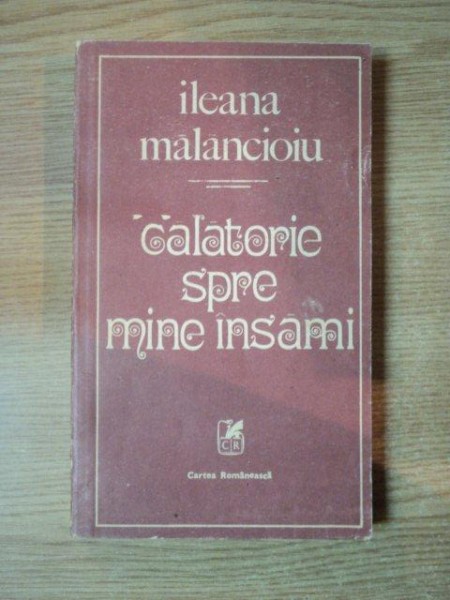 ileana
mălăncioiu
călătorie
spre
mine însămi
CR
Cartea Românească